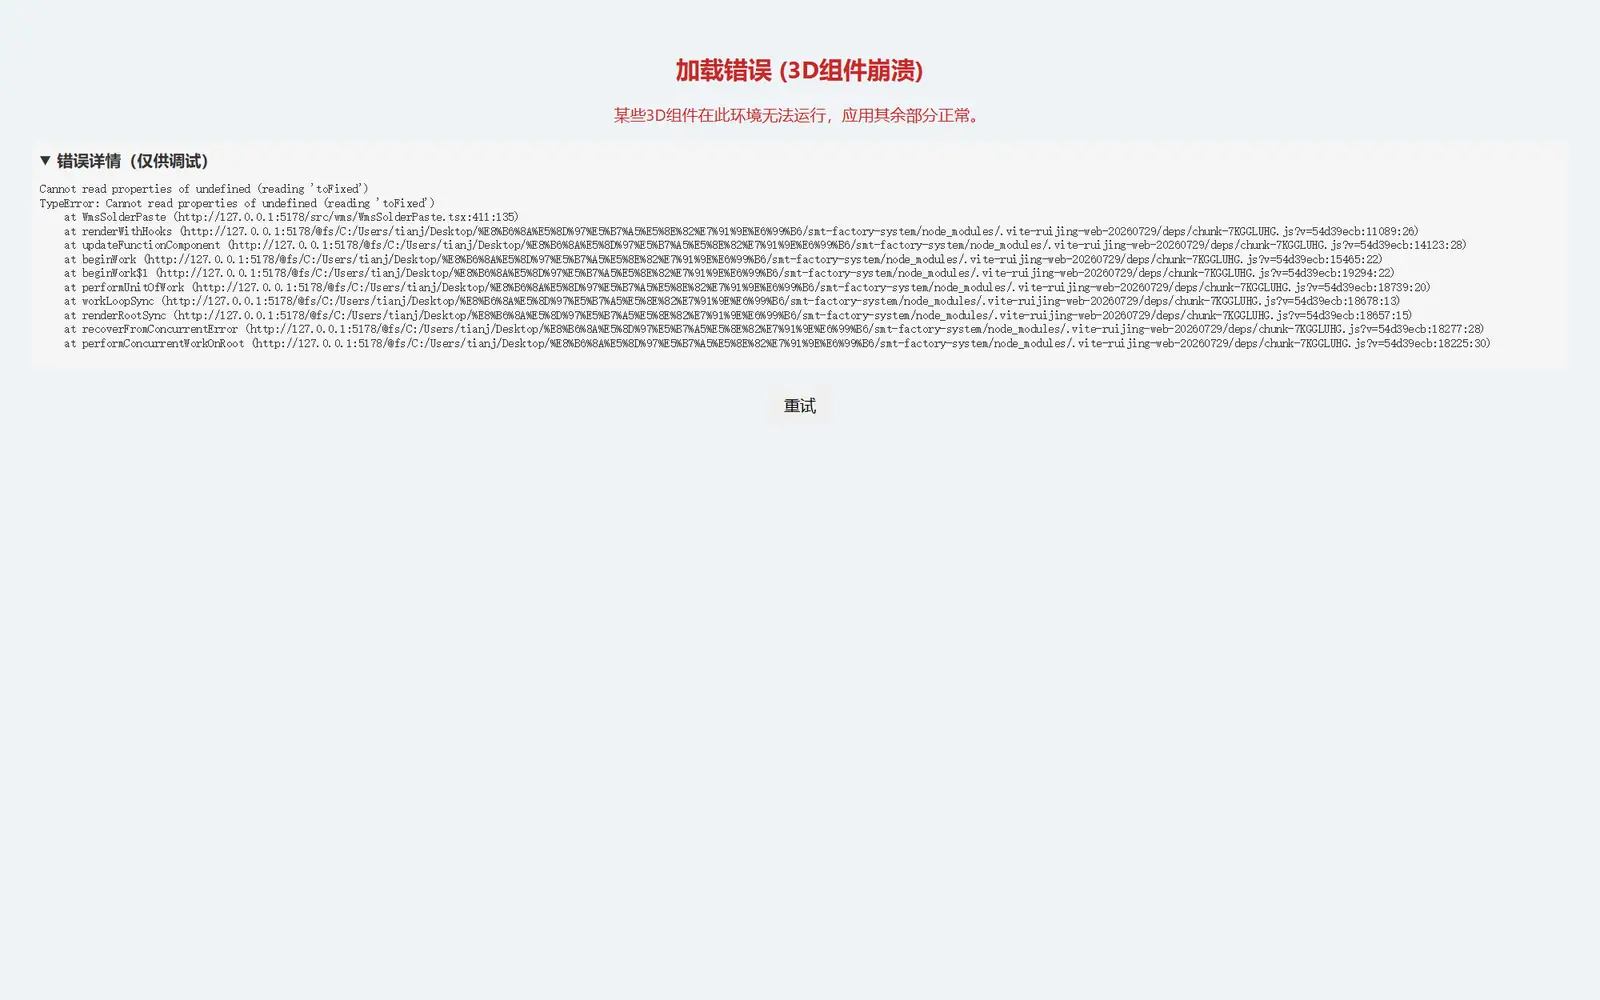 加载错误 (3D组件崩溃)
某些3D组件在此环境无法运行，应用其余部分正常。
▼ 错误详情（仅供调试）
Cannot read properties of undefined (reading 'toFixed')
TypeError: Cannot read properties of undefined (reading 'toFixed')
    at WmsSolderPaste (http://127.0.0.1:5178/src/wms/WmsSolderPaste.tsx:411:135)
    at renderWithHooks (http://127.0.0.1:5178/@fs/C:/Users/tianj/Desktop/%E8%B6%8A%E5%8D%97%E5%B7%A5%E5%8E%82%E7%91%9E%E6%99%B6/smt-factory-system/node_modules/.vite-ruijing-web-20260729/deps/chunk-7KGGLUHG.js?v=54d39ecb:11089:26)
    at updateFunctionComponent (http://127.0.0.1:5178/@fs/C:/Users/tianj/Desktop/%E8%B6%8A%E5%8D%97%E5%B7%A5%E5%8E%82%E7%91%9E%E6%99%B6/smt-factory-system/node_modules/.vite-ruijing-web-20260729/deps/chunk-7KGGLUHG.js?v=54d39ecb:14123:28)
    at beginWork (http://127.0.0.1:5178/@fs/C:/Users/tianj/Desktop/%E8%B6%8A%E5%8D%97%E5%B7%A5%E5%8E%82%E7%91%9E%E6%99%B6/smt-factory-system/node_modules/.vite-ruijing-web-20260729/deps/chunk-7KGGLUHG.js?v=54d39ecb:15465:22)
    at beginWork$1 (http://127.0.0.1:5178/@fs/C:/Users/tianj/Desktop/%E8%B6%8A%E5%8D%97%E5%B7%A5%E5%8E%82%E7%91%9E%E6%99%B6/smt-factory-system/node_modules/.vite-ruijing-web-20260729/deps/chunk-7KGGLUHG.js?v=54d39ecb:19294:22)
    at performUnitOfWork (http://127.0.0.1:5178/@fs/C:/Users/tianj/Desktop/%E8%B6%8A%E5%8D%97%E5%B7%A5%E5%8E%82%E7%91%9E%E6%99%B6/smt-factory-system/node_modules/.vite-ruijing-web-20260729/deps/chunk-7KGGLUHG.js?v=54d39ecb:18739:20)
    at workLoopSync (http://127.0.0.1:5178/@fs/C:/Users/tianj/Desktop/%E8%B6%8A%E5%8D%97%E5%B7%A5%E5%8E%82%E7%91%9E%E6%99%B6/smt-factory-system/node_modules/.vite-ruijing-web-20260729/deps/chunk-7KGGLUHG.js?v=54d39ecb:18678:13)
    at renderRootSync (http://127.0.0.1:5178/@fs/C:/Users/tianj/Desktop/%E8%B6%8A%E5%8D%97%E5%B7%A5%E5%8E%82%E7%91%9E%E6%99%B6/smt-factory-system/node_modules/.vite-ruijing-web-20260729/deps/chunk-7KGGLUHG.js?v=54d39ecb:18657:15)
    at recoverFromConcurrentError (http://127.0.0.1:5178/@fs/C:/Users/tianj/Desktop/%E8%B6%8A%E5%8D%97%E5%B7%A5%E5%8E%82%E7%91%9E%E6%99%B6/smt-factory-system/node_modules/.vite-ruijing-web-20260729/deps/chunk-7KGGLUHG.js?v=54d39ecb:18277:28)
    at performConcurrentWorkOnRoot (http://127.0.0.1:5178/@fs/C:/Users/tianj/Desktop/%E8%B6%8A%E5%8D%97%E5%B7%A5%E5%8E%82%E7%91%9E%E6%99%B6/smt-factory-system/node_modules/.vite-ruijing-web-20260729/deps/chunk-7KGGLUHG.js?v=54d39ecb:18225:30)
重试